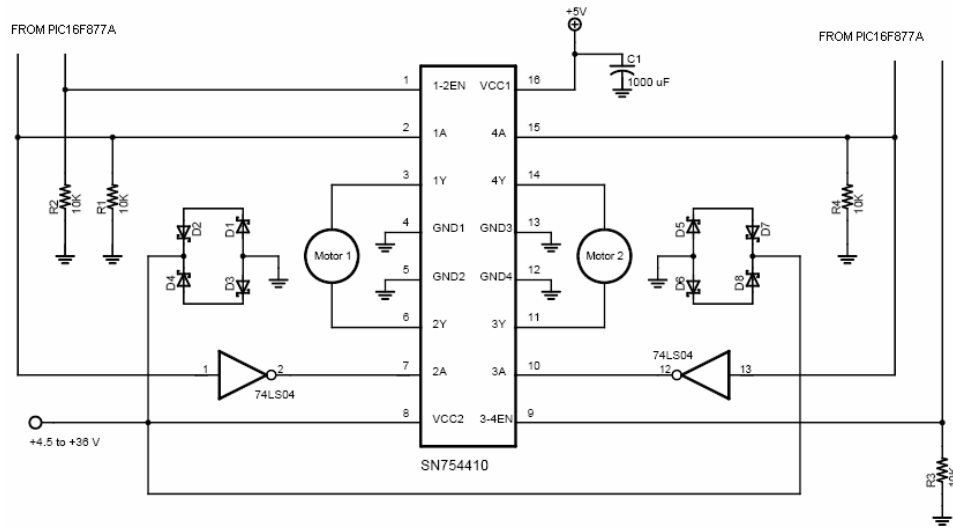 +5V
FROM PIC16F877A
FROM PIC16F877A
C1
1000 uF
1
1-2EN
VCC1
16
2
1A
4A
15
3
1Y
4Y
14
R2
10K
R1
10K
R4
10K
D2
D1
D5
D7
4
GND1
GND3
13
Motor 1
Motor 2
D4
D3
D6
D8
5
GND2
GND4
12
6
2Y
3Y
11
74LS04
1
2
7
2A
3A
10
12
13
74LS04
8
VCC2
3-4EN
9
+4.5 to +36 V
SN754410
R3
10K